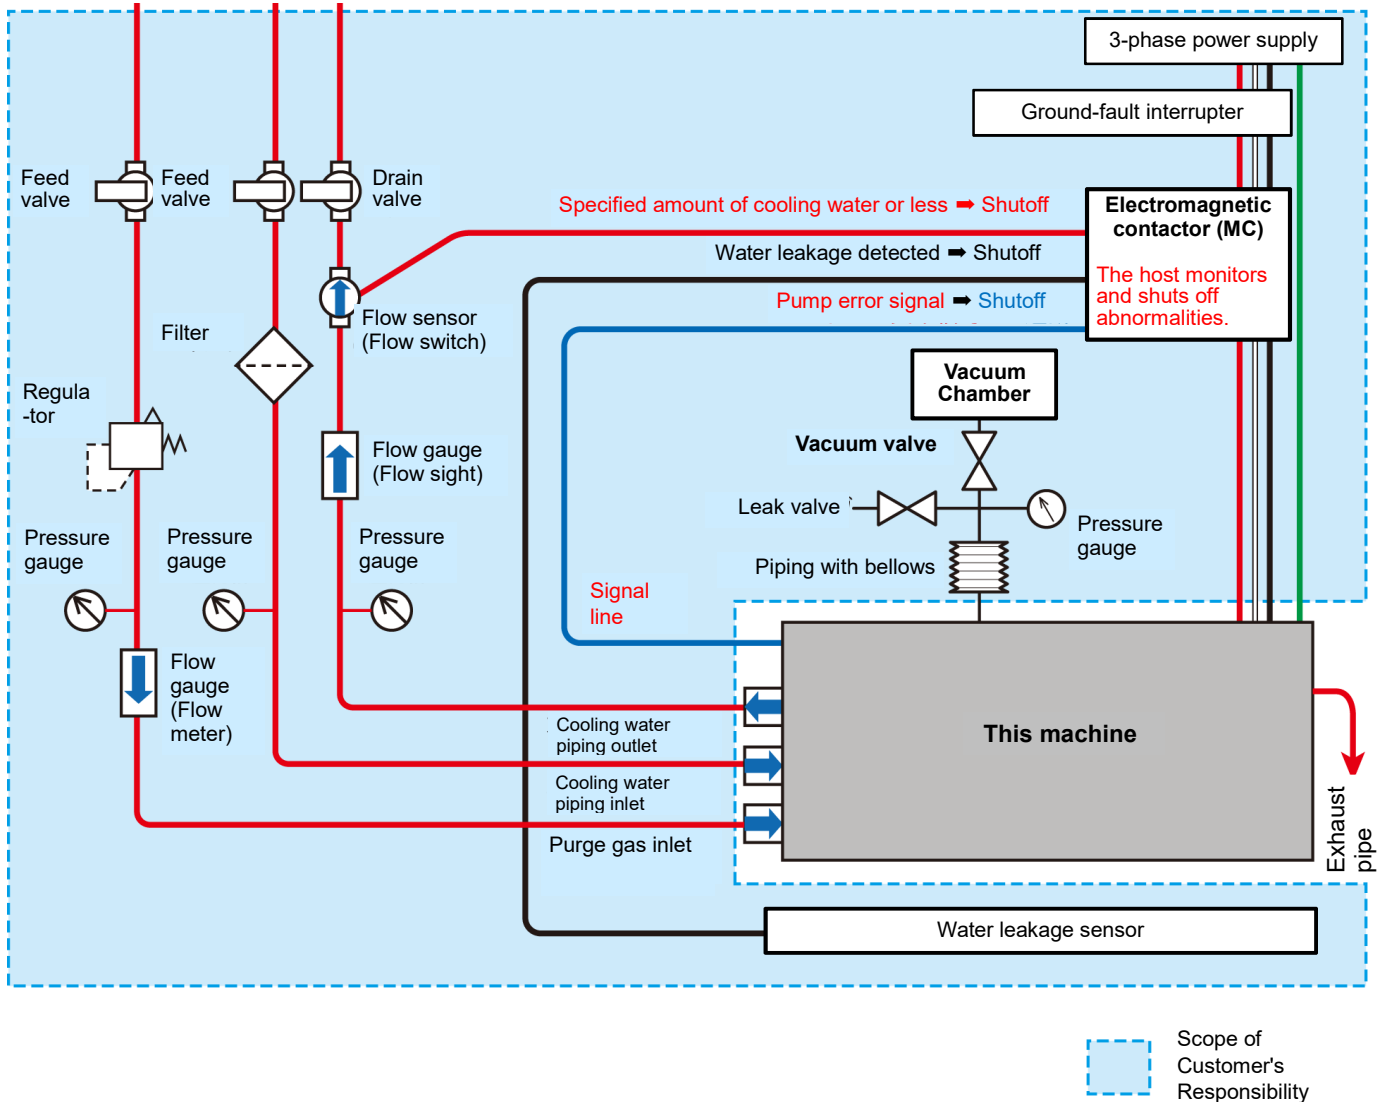 3-phase power supply
Ground-fault interrupter
Feed
valve
Feed
valve
Drain
valve
Specified amount of cooling water or less ➡ Shutoff
Electromagnetic
contactor (MC)
Water leakage detected ➡ Shutoff
The host monitors
and shuts off
abnormalities.
Pump error signal ➡ Shutoff
Flow sensor
(Flow switch)
Filter
Vacuum
Chamber
Regula
-tor
Vacuum valve
Flow gauge
(Flow sight)
Leak valve
Pressure
gauge
Pressure
gauge
Pressure
gauge
Pressure
gauge
Piping with bellows
Signal
line
Flow
gauge
(Flow
meter)
Cooling water
piping outlet
This machine
Cooling water
piping inlet
Purge gas inlet
Exhaust
pipe
Water leakage sensor
Scope of
Customer's
Responsibility